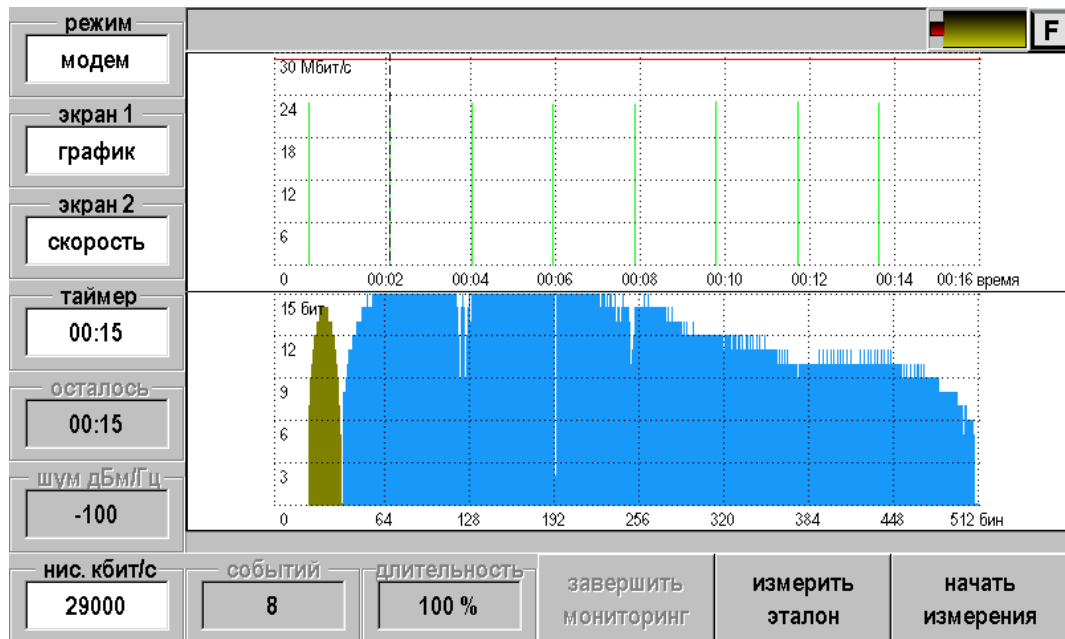 режим
модем
F
экран 1
график
экран 2
скорость
таймер
00:15
осталось
00:15
шум дБм/Гц
-100
30 Мбит/с
24
18
12
6
0 00:02 00:04 00:06 00:08 00:10 00:12 00:14 00:16 время
15 бит
12
9
6
3
0 64 128 192 256 320 384 448 512 бин
нис. кбит/с
29000
событий
8
длительность
100 %
завершить
мониторинг
измерить
эталон
начать
измерения